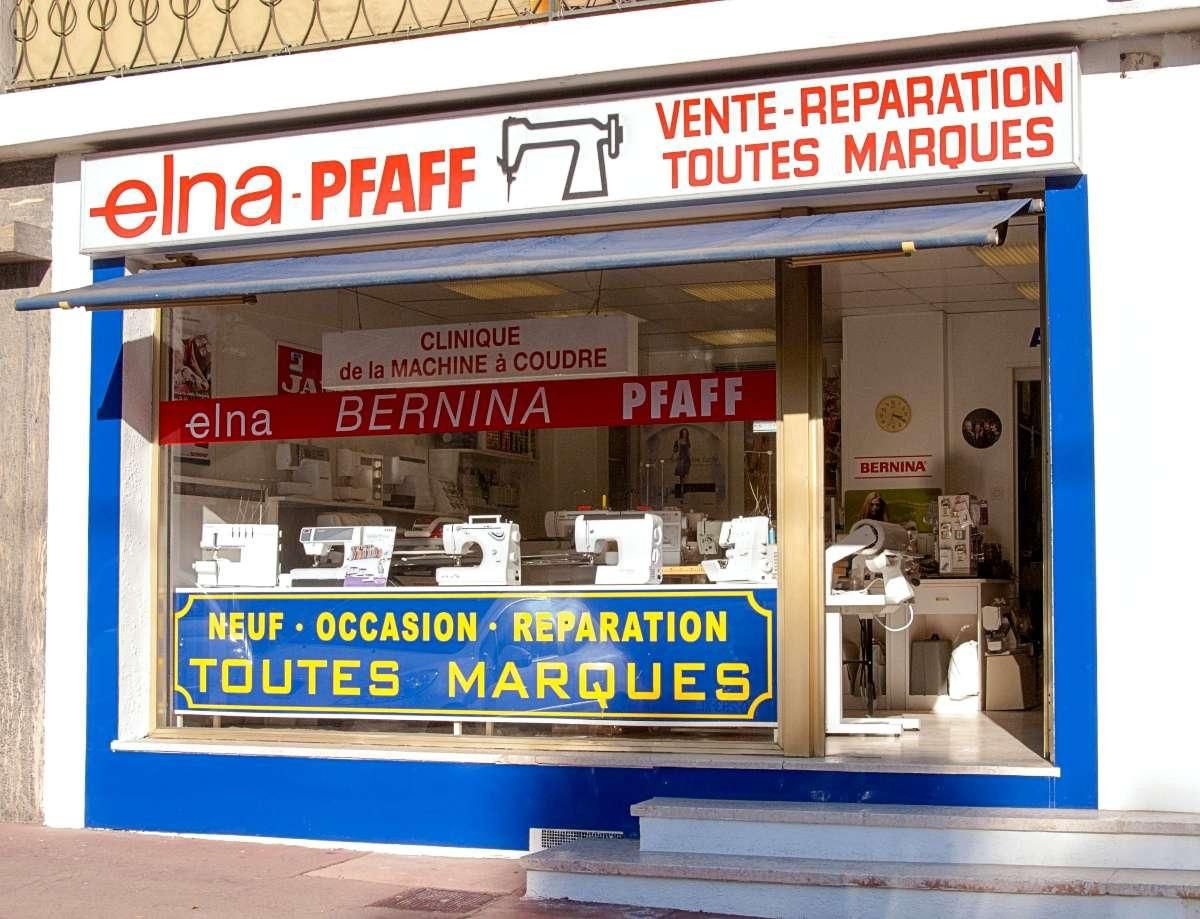 elna-PFAFF
VENTE-REPARATION
TOUTES MARQUES
CLINIQUE
de la MACHINE à COUDRE
JA
elna BERNINA PFAFF
BERNINA
NEUF · OCCASION · REPARATION
TOUTES MARQUES